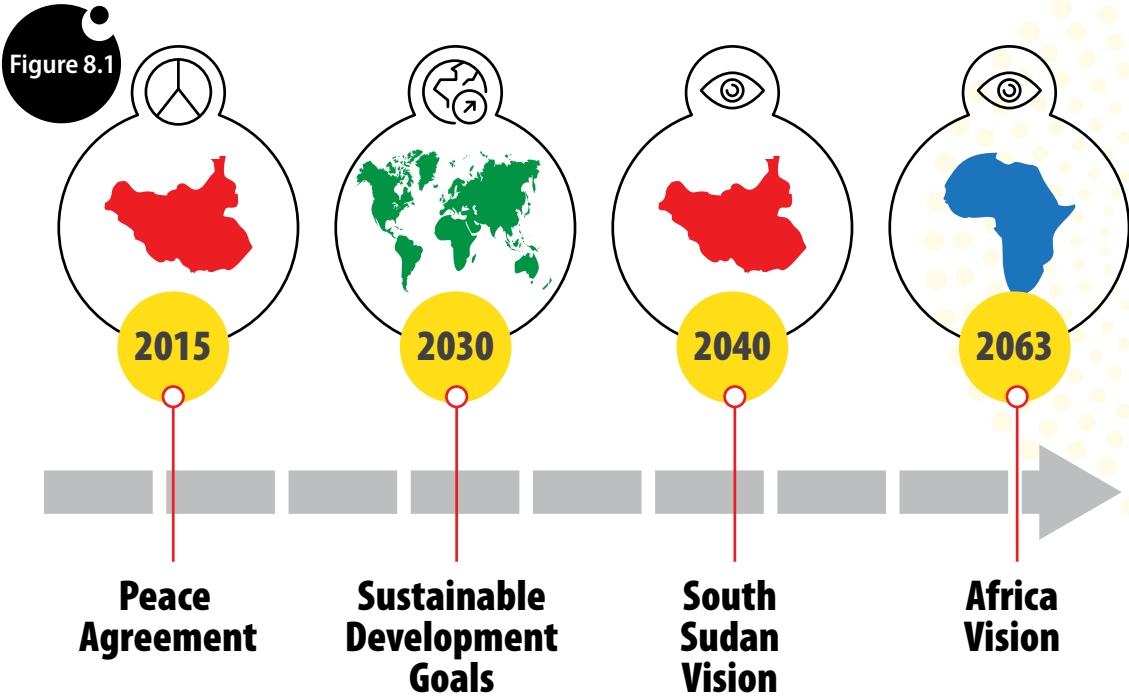 Figure 8.1
2015
2030
2040
2063
Peace
Agreement
Sustainable
Development
Goals
South
Sudan
Vision
Africa
Vision